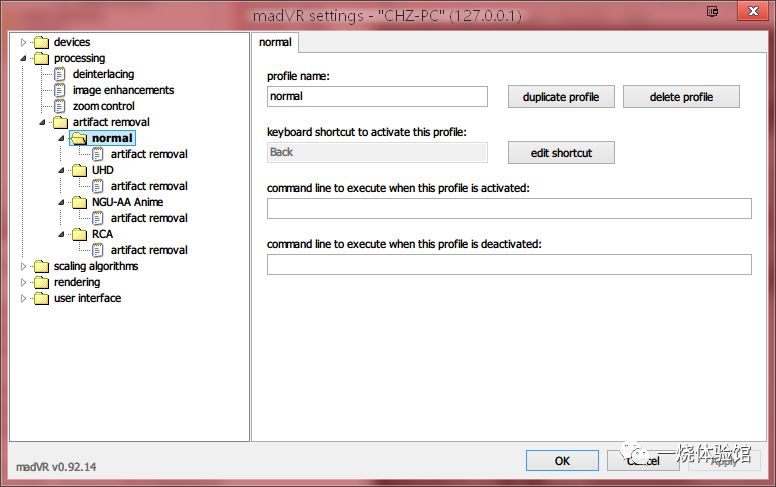 madVR settings - "CHZ-PC" (127.0.0.1)
devices
processing
deinterlacing
image enhancements
zoom control
artifact removal
normal
artifact removal
UHD
artifact removal
NGU-AA Anime
artifact removal
RCA
artifact removal
scaling algorithms
rendering
user interface
normal
profile name:
normal
duplicate profile
delete profile
keyboard shortcut to activate this profile:
Back
edit shortcut
command line to execute when this profile is activated:
command line to execute when this profile is deactivated:
madVR v0.92.14
OK
Cancel
Apply
一烧体验馆